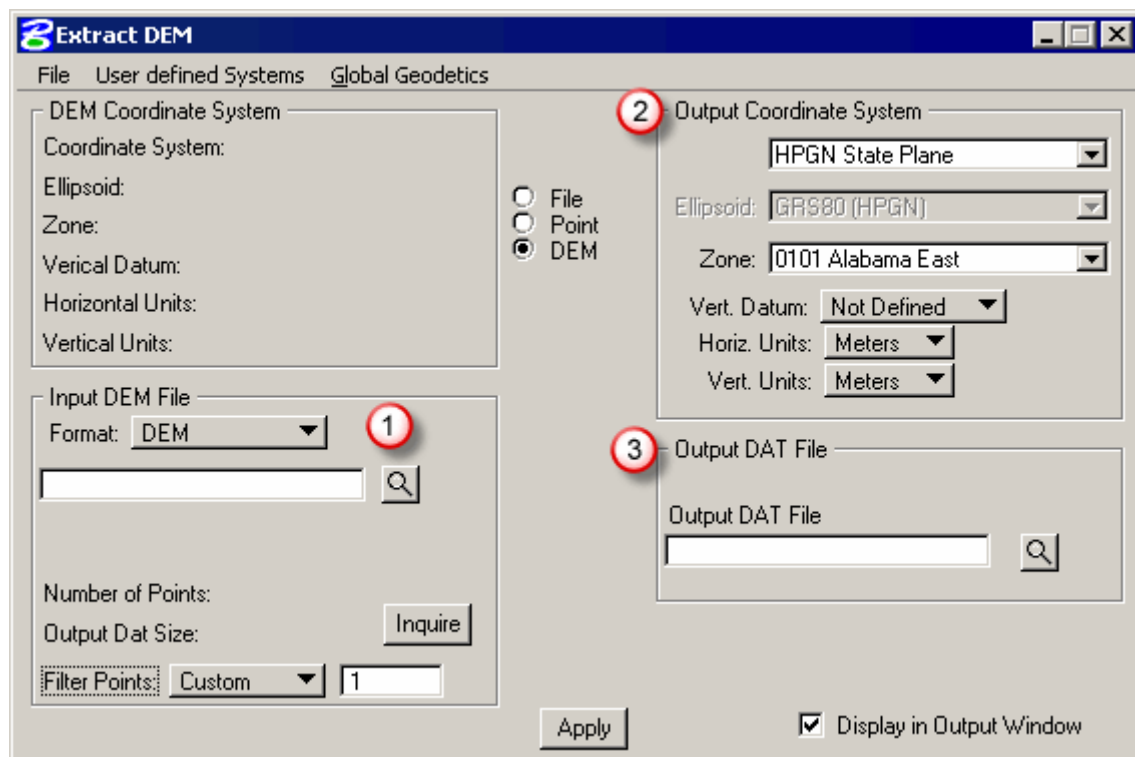 Extract DEM
File User defined Systems Global Geodetics
DEM Coordinate System
Coordinate System:
Ellipsoid:
Zone:
Verical Datum:
Horizontal Units:
Vertical Units:
File
Point
DEM
2
Output Coordinate System
HPGN State Plane
Ellipsoid: GRS80 (HPGN)
Zone: 0101 Alabama East
Vert. Datum: Not Defined
Horiz. Units: Meters
Vert. Units: Meters
Input DEM File
Format: DEM
1
Number of Points:
Output Dat Size:
Inquire
Filter Points: Custom 1
3
Output DAT File
Output DAT File
Apply
Display in Output Window